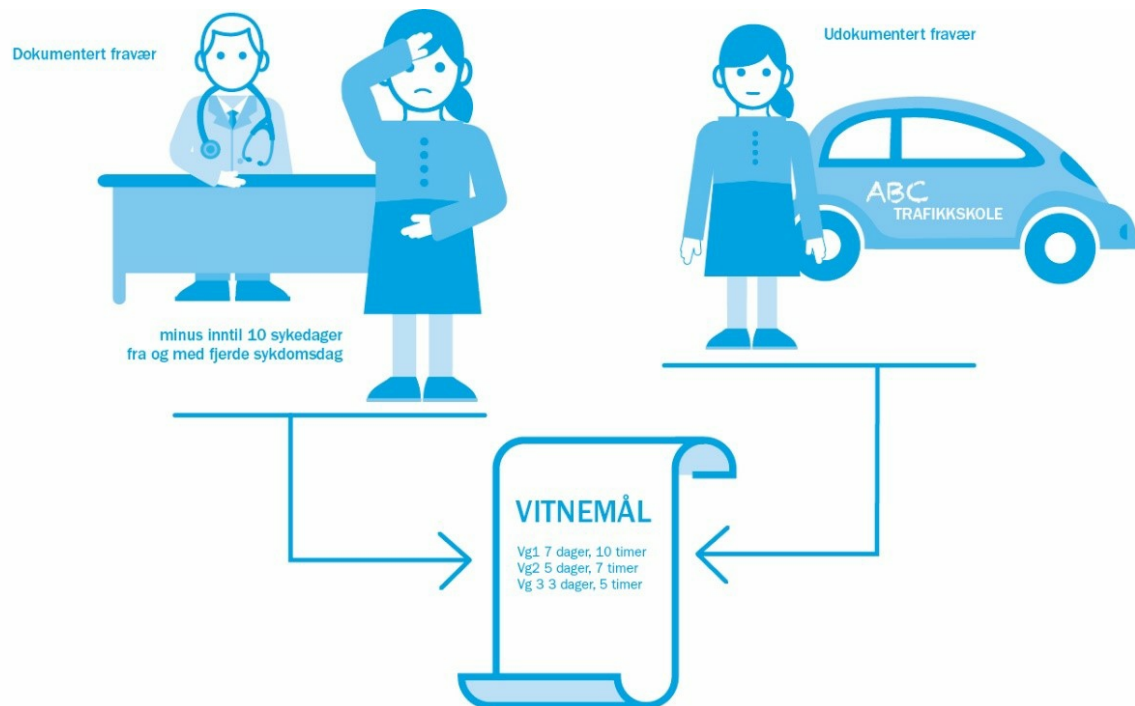 Dokumentert fravær
Udokumentert fravær
ABC
TRAFIKKSKOLE
minus inntil 10 sykedager
fra og med fjerde sykdomsdag
VITNEMÅL
Vg1 7 dager, 10 timer
Vg2 5 dager, 7 timer
Vg 3 3 dager, 5 timer